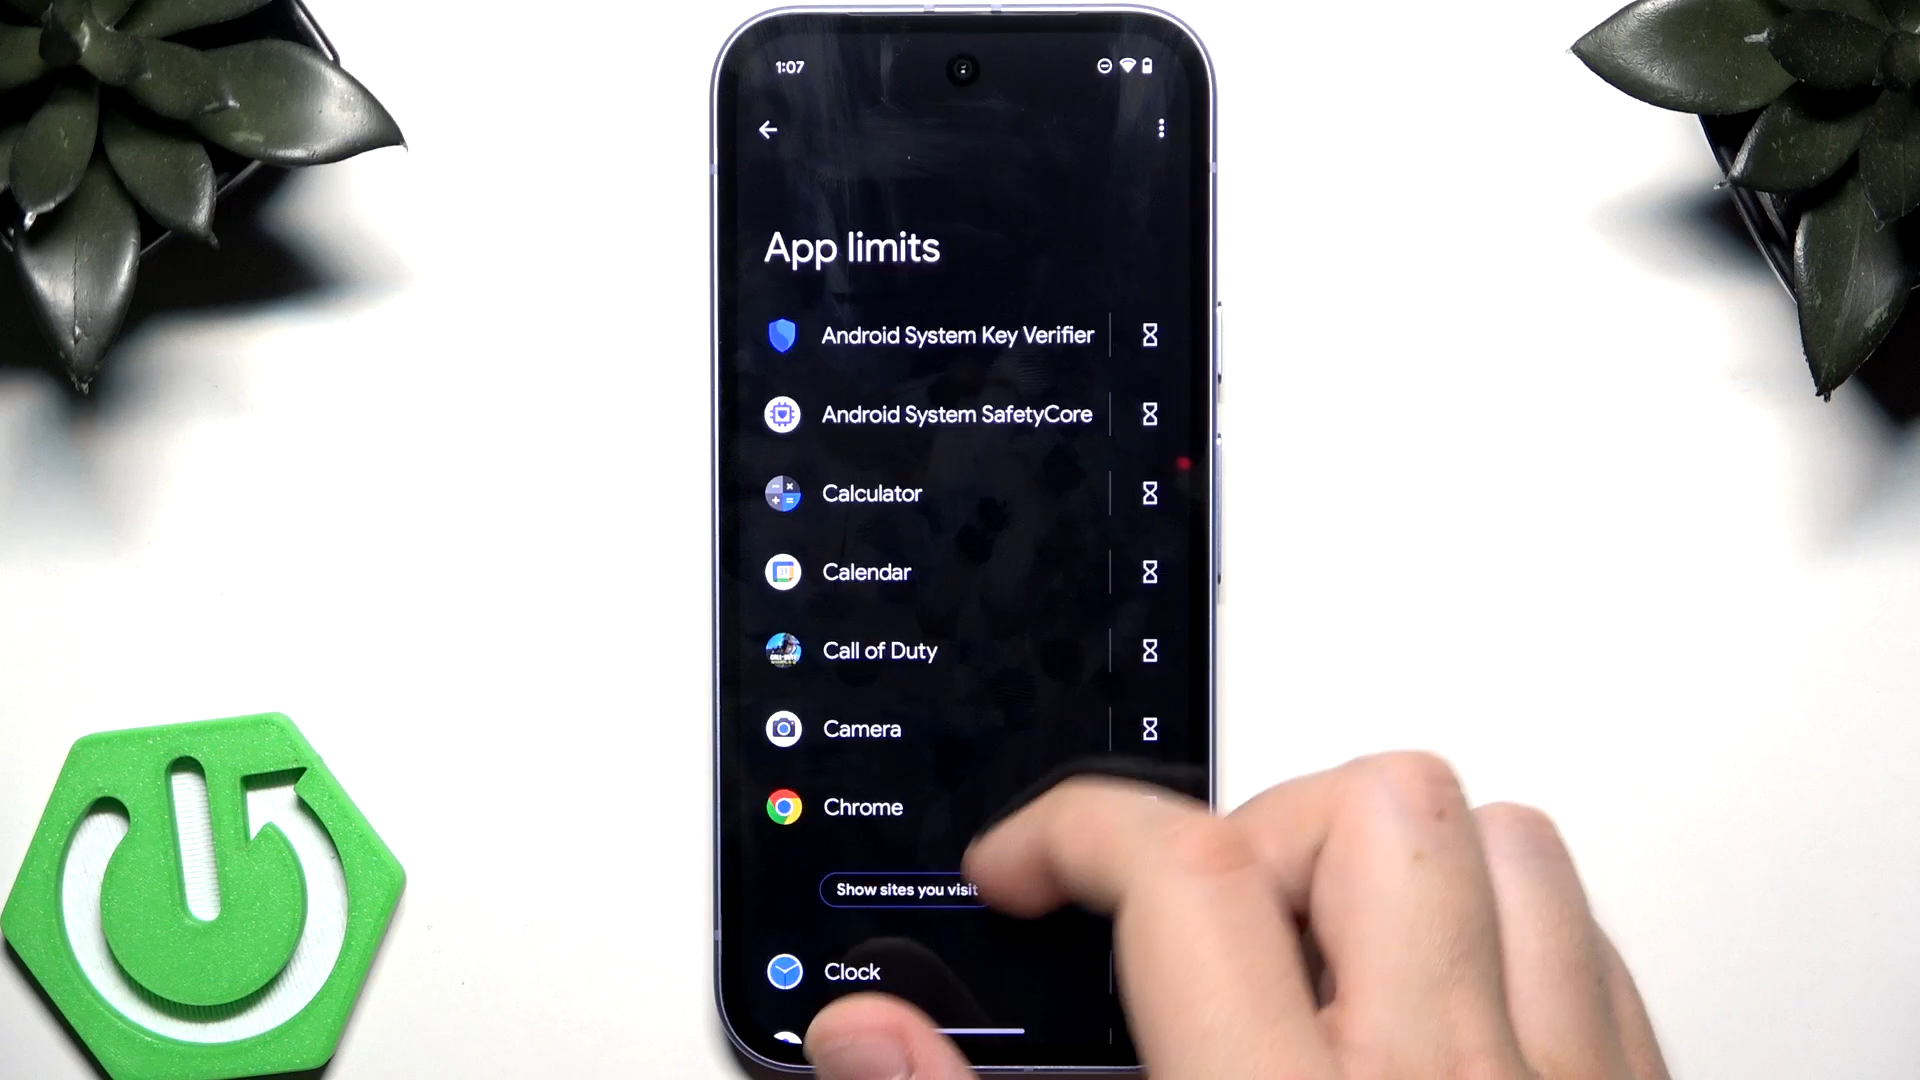 1:07
App limits
Android System Key Verifier
Android System SafetyCore
Calculator
Calendar
Call of Duty
Camera
Chrome
Show sites you visit
Clock